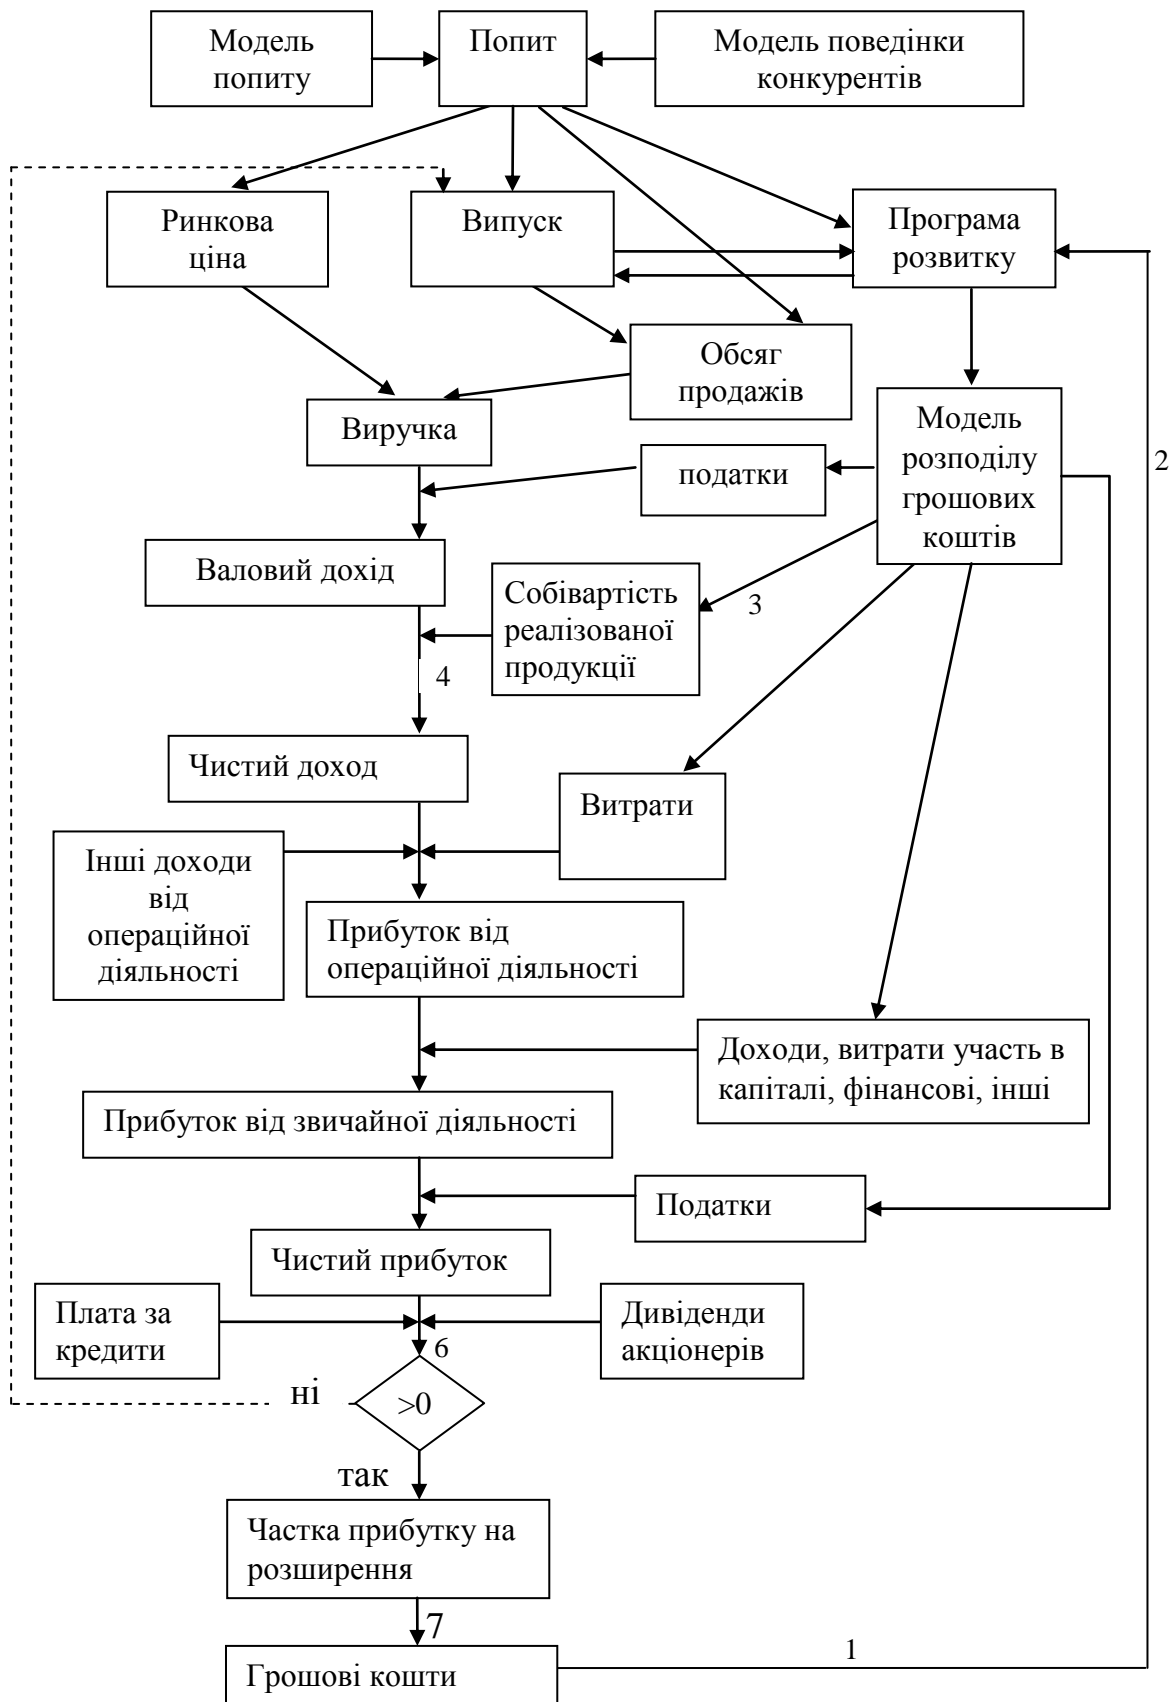 Модель
попиту
Попит
Модель поведінки
конкурентів
Ринкова
ціна
Випуск
Програма
розвитку
Обсяг
продажів
Виручка
податки
Модель
розподілу
грошових
коштів
2
Валовий дохід
Собівартість
реалізованої
продукції
3
4
Чистий доход
Витрати
Інші доходи
від
операційної
діяльності
Прибуток від
операційної діяльності
Доходи, витрати участь в
капіталі, фінансові, інші
Прибуток від звичайної діяльності
Податки
Чистий прибуток
Плата за
кредити
Дивіденди
акціонерів
6
ні
>0
так
Частка прибутку на
розширення
7
Грошові кошти
1